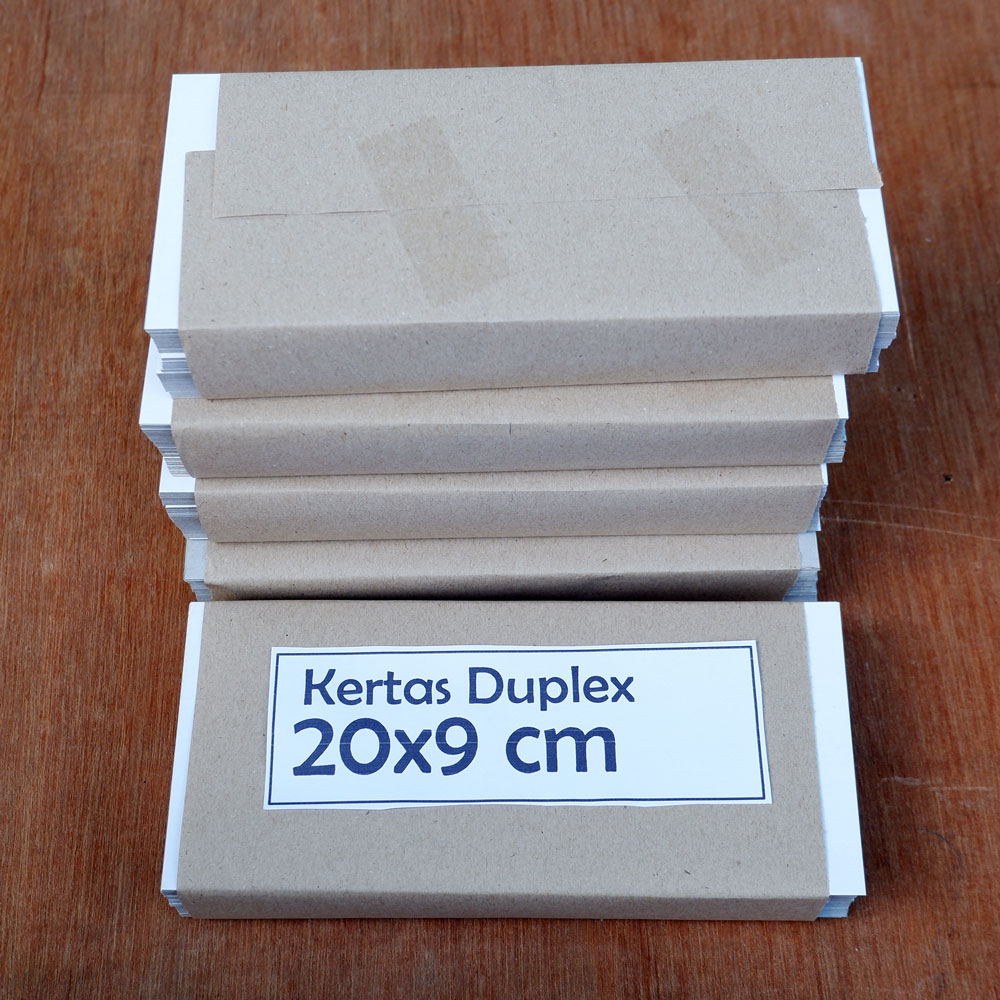 Kertas Duplex
20x9 cm